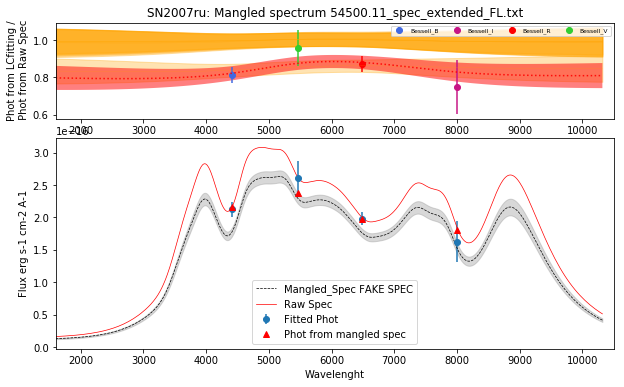 SN2007ru: Mangled spectrum 54500.11_spec_extended_FL.txt
Phot from LCfitting /
Phot from Raw Spec
1.0
0.8
0.6
Bessell_B
Bessell_I
Bessell_R
Bessell_V
2000 3000 4000 5000 6000 7000 8000 9000 10000
Flux erg s-1 cm-2 A-1
3.0
2.5
2.0
1.5
1.0
0.5
0.0
Mangled_Spec FAKE SPEC
Raw Spec
Fitted Phot
Phot from mangled spec
2000 3000 4000 5000 6000 7000 8000 9000 10000
Wavelenght